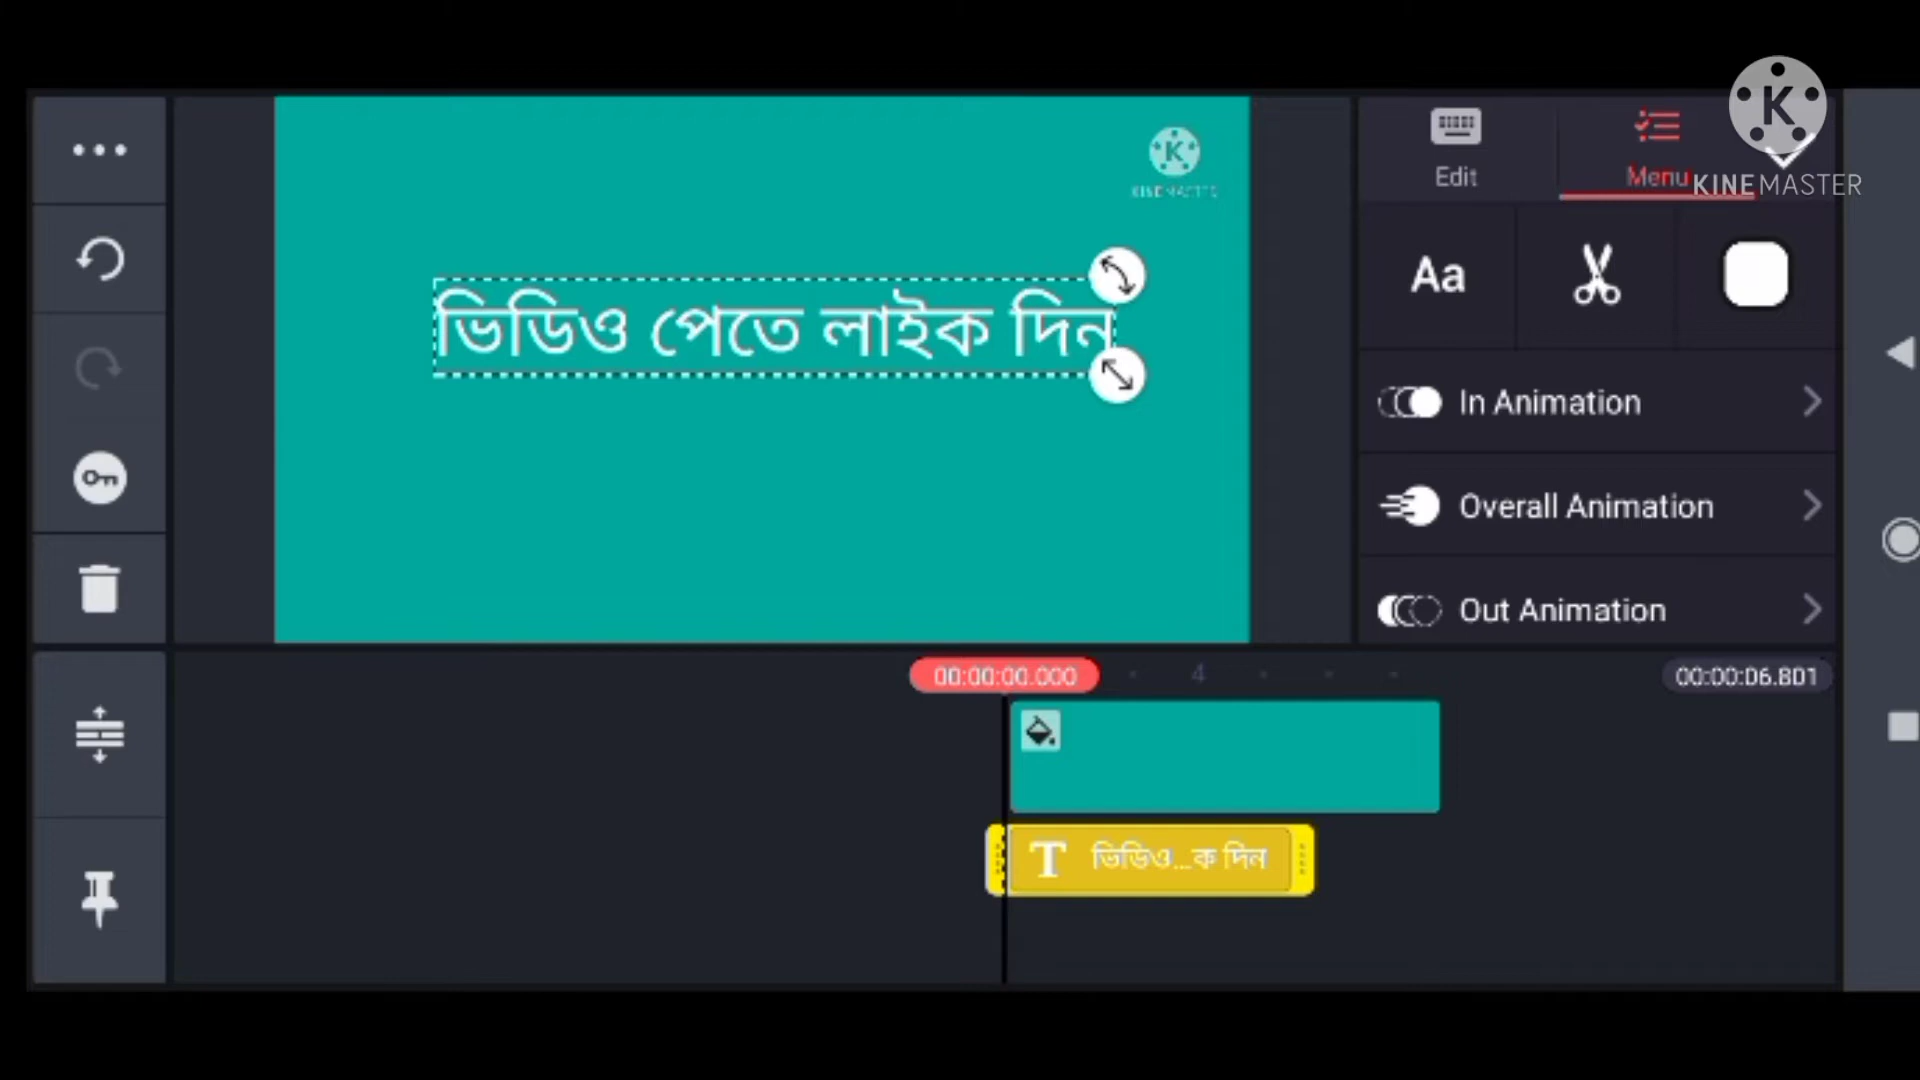 Edit
Menu
KINEMASTER
KINEMASTER
ভিডিও পেতে লাইক দিন
Aa
In Animation
Overall Animation
Out Animation
00:00:00.000
4
00:00:06.801
T ভিডিও...ক দিন